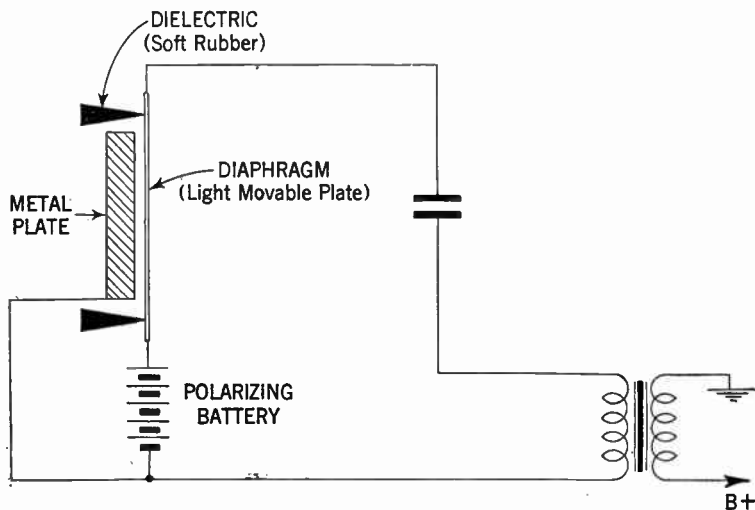 DIELECTRIC
(Soft Rubber)
DIAPHRAGM
(Light Movable Plate)
METAL
PLATE
POLARIZING
BATTERY
B+